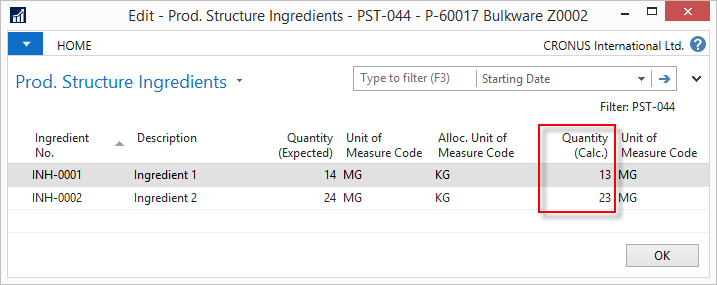 Edit - Prod. Structure Ingredients - PST-044 - P-60017 Bulkware Z0002
HOME
CRONUS International Ltd. ?
Prod. Structure Ingredients
Type to filter (F3) Starting Date
Filter: PST-044
Ingredient No. Description Quantity (Expected) Unit of Measure Code Alloc. Unit of Measure Code Quantity (Calc.) Unit of Measure Code
INH-0001 Ingredient 1 14 MG KG 13 MG
INH-0002 Ingredient 2 24 MG KG 23 MG
OK